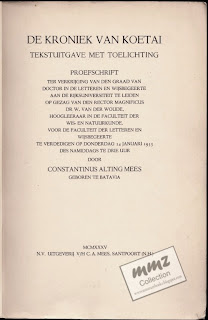 DE KRONIEK VAN KOETAI
TEKSTUITGAVE MET TOELICHTING
PROEFSCHRIFT
TER VERKRIJGING VAN DEN GRAAD VAN
DOCTOR IN DE LETTEREN EN WIJSBEGEERTE
AAN DE RIJKSUNIVERSITEIT TE LEIDEN
OP GEZAG VAN DEN RECTOR MAGNIFICUS
DR W. VAN DER WOUDE,
HOOGLEERAAR IN DE FACULTEIT DER
WIS- EN NATUURKUNDE,
VOOR DE FACULTEIT DER LETTEREN EN
WIJSBEGEERTE
TE VERDEDIGEN OP DONDERDAG 24 JANUARI 1935
DES NAMIDDAGS TE DRIE UUR
DOOR
CONSTANTINUS ALTING MEES
GEBOREN TE BATAVIA
MCMXXXV
N.V. UITGEVERIJ V/H C.A. MEES, SANTPOORT (N.H.)
mmz
Collection